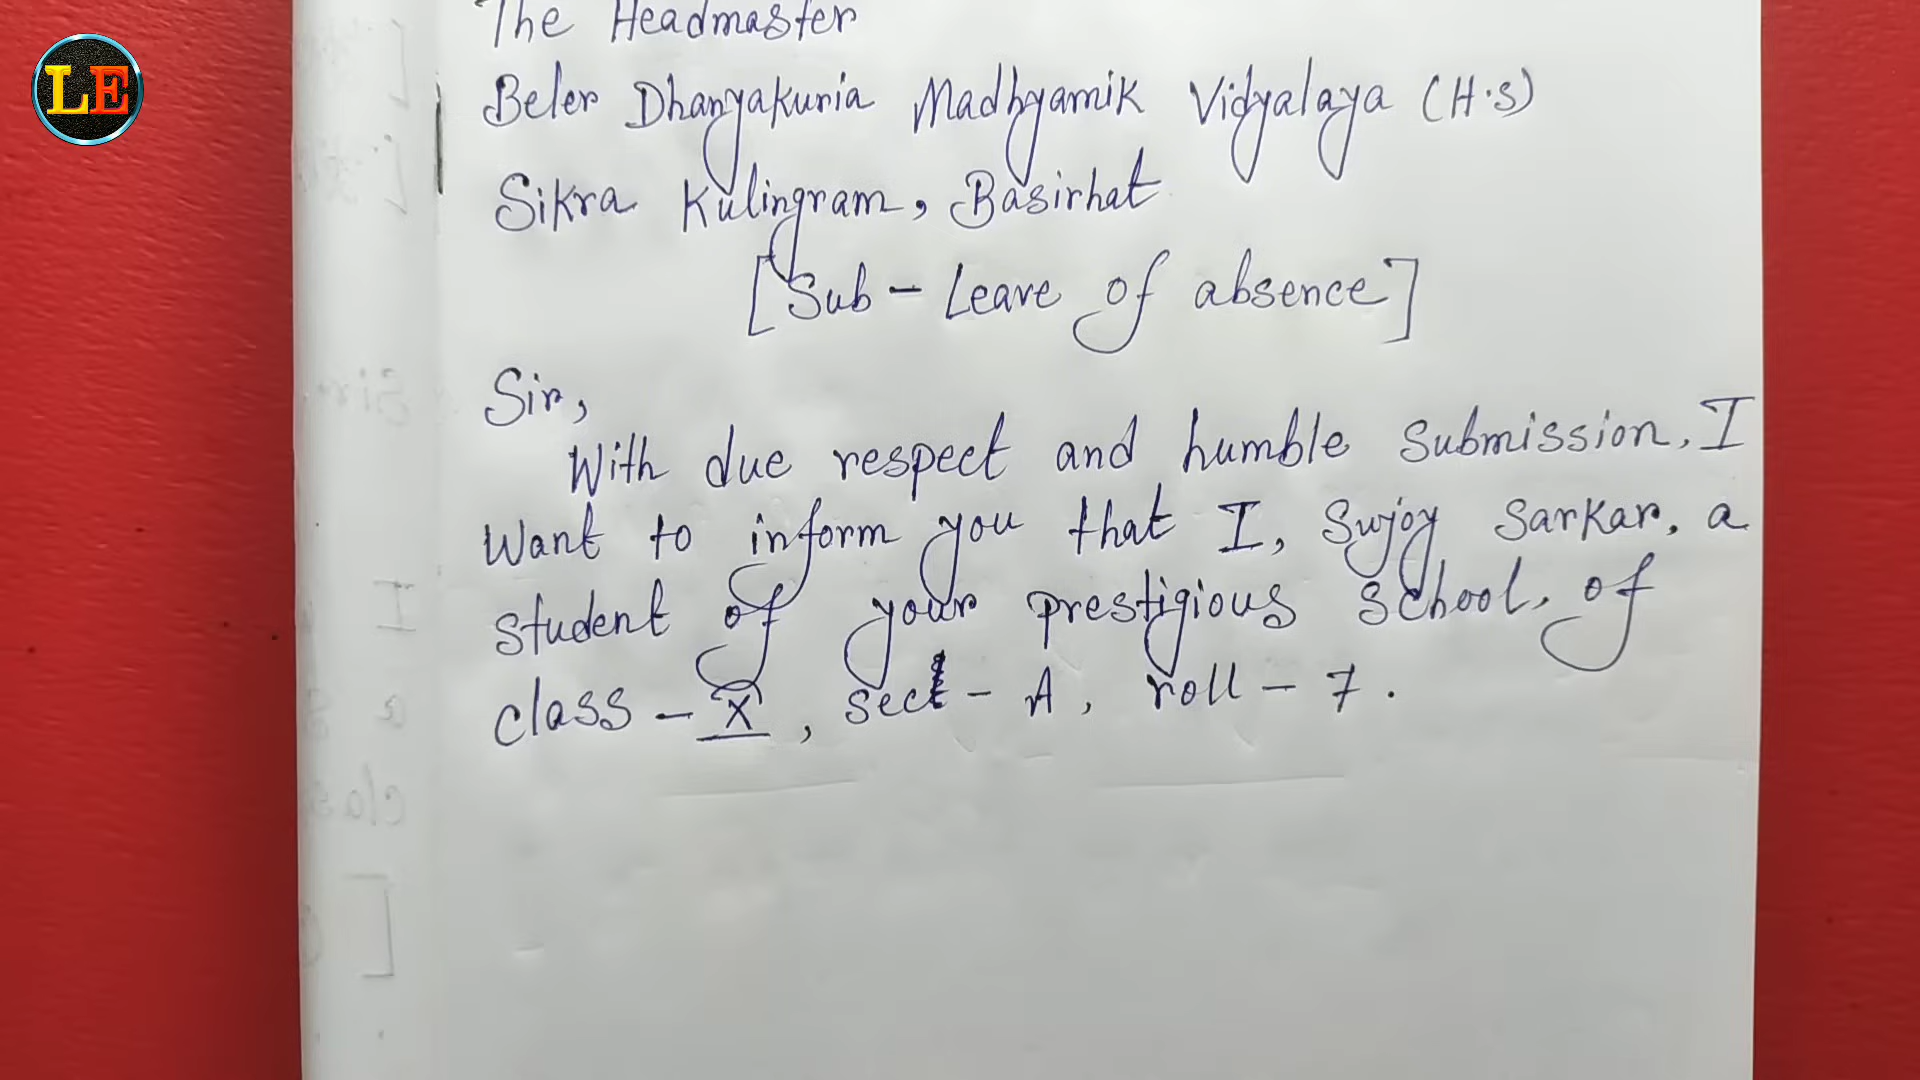 LE
The Headmaster
Beler Dhanyakuria Madhyamik Vidyalaya (H.S)
Sikra Kulingram, Basirhat
[Sub - Leave of absence]
Sir,
With due respect and humble submission, I
want to inform you that I, Sujoy Sarkar, a
student of your prestigious school, of
class - X, sect - A, roll - 7.